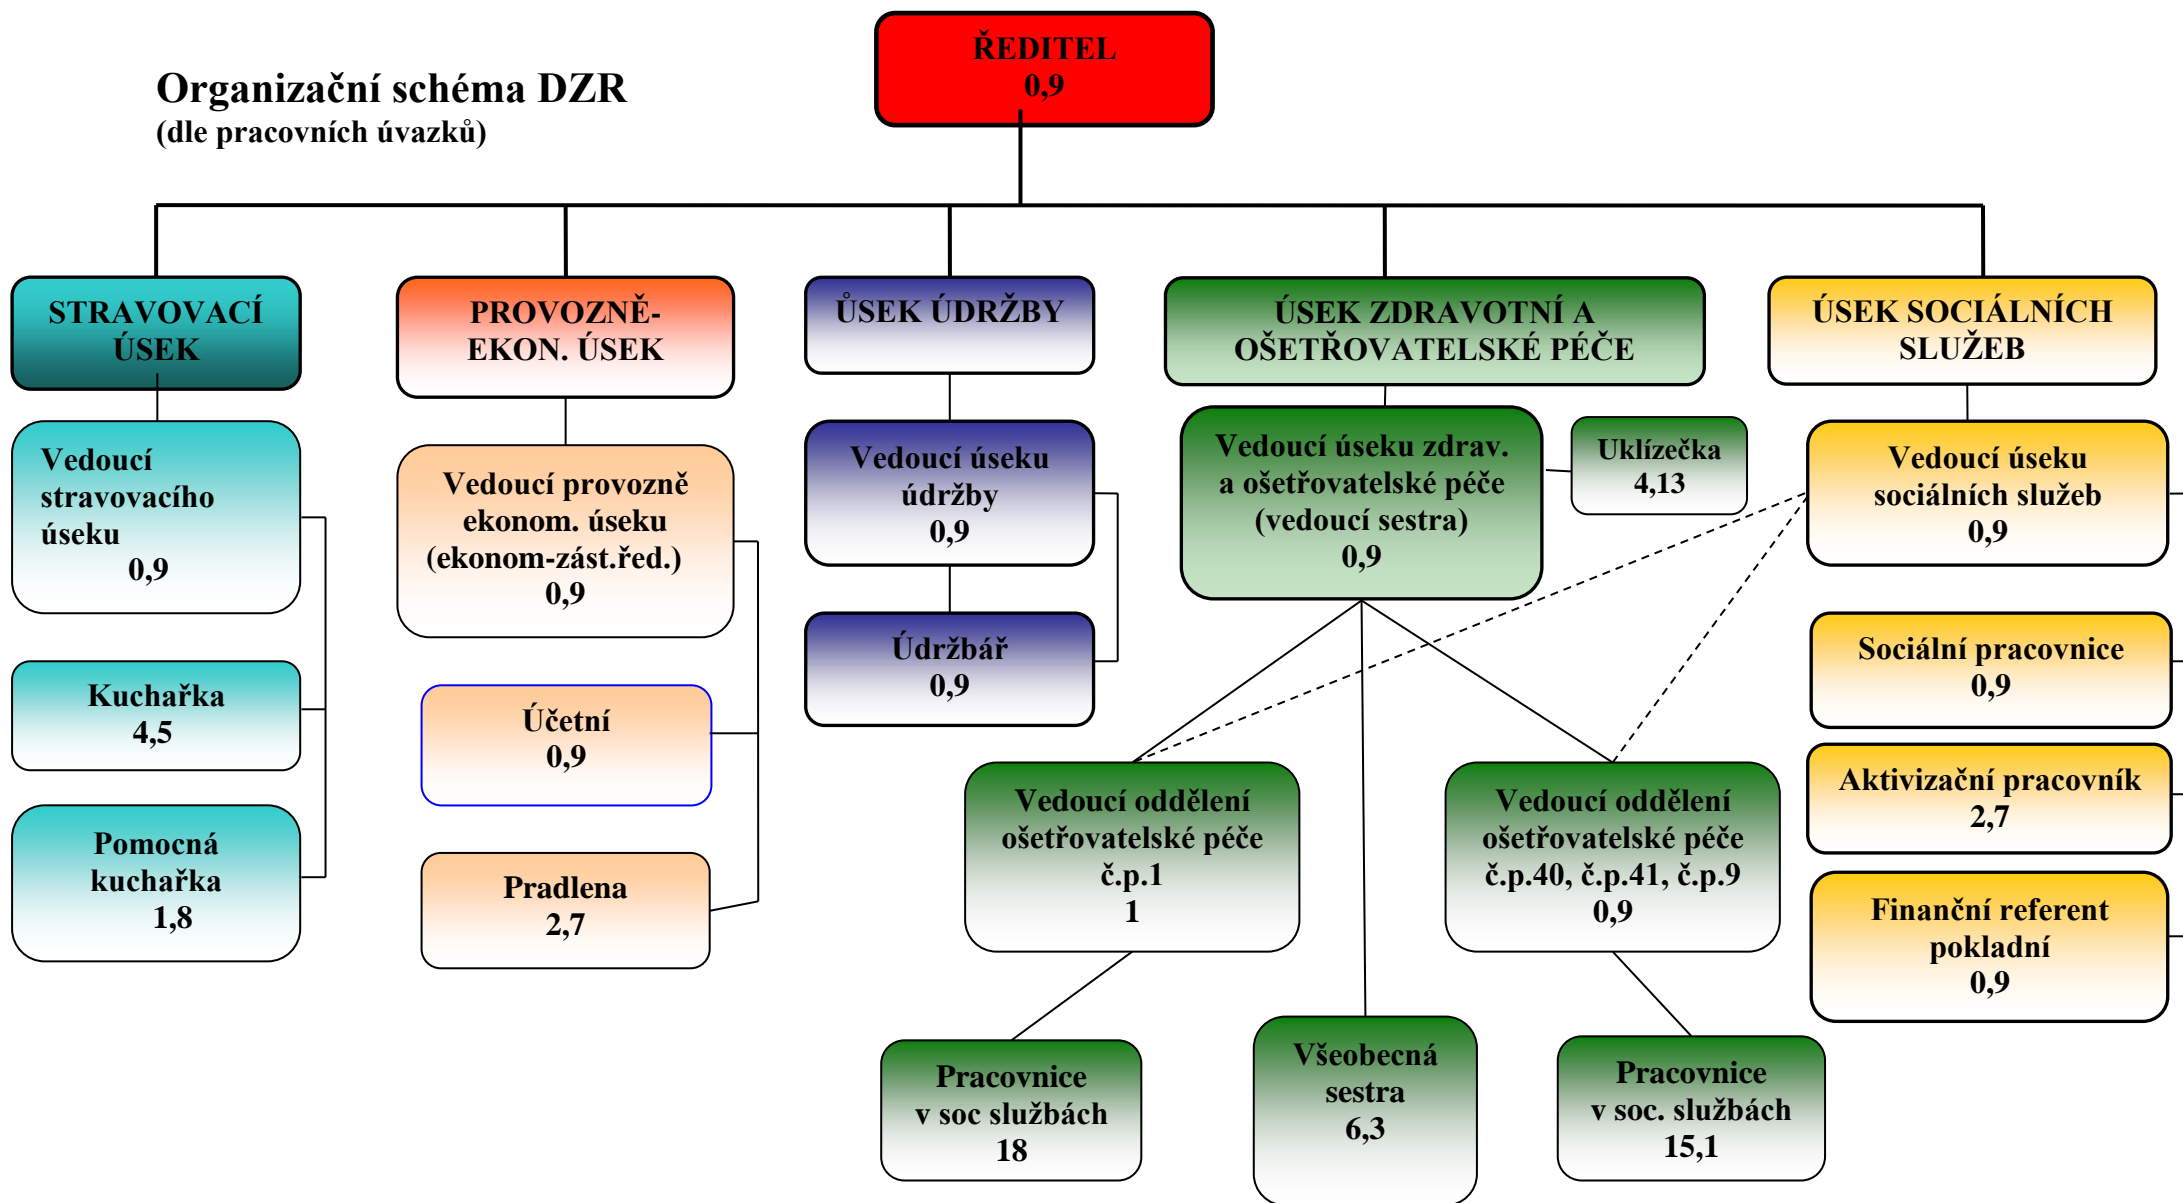 ŘEDITEL
0,9
Organizační schéma DZR
(dle pracovních úvazků)
STRAVOVACÍ
ÚSEK
PROVOZNĚ-
EKON. ÚSEK
ŮSEK ÚDRŽBY
ÚSEK ZDRAVOTNÍ A
OŠETŘOVATELSKÉ PÉČE
ÚSEK SOCIÁLNÍCH
SLUŽEB
Vedoucí
stravovacího
úseku
0,9
Vedoucí provozně
ekonom. úseku
(ekonom-zást.řed.)
0,9
Vedoucí úseku
údržby
0,9
Vedoucí úseku zdrav.
a ošetřovatelské péče
(vedoucí sestra)
0,9
Uklízečka
4,13
Vedoucí úseku
sociálních služeb
0,9
Kuchařka
4,5
Účetní
0,9
Údržbář
0,9
Sociální pracovnice
0,9
Pomocná
kuchařka
1,8
Pradlena
2,7
Vedoucí oddělení
ošetřovatelské péče
č.p.1
1
Vedoucí oddělení
ošetřovatelské péče
č.p.40, č.p.41, č.p.9
0,9
Aktivizační pracovník
2,7
Finanční referent
pokladní
0,9
Pracovnice
v soc službách
18
Všeobecná
sestra
6,3
Pracovnice
v soc. službách
15,1